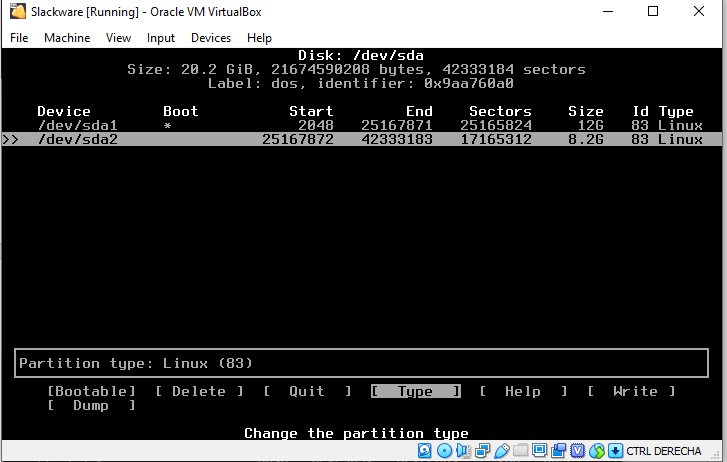 Slackware [Running] - Oracle VM VirtualBox
File Machine View Input Devices Help
Disk: /dev/sda
Size: 20.2 GiB, 21674590208 bytes, 42333184 sectors
Label: dos, identifier: 0x9aa760a0
Device Boot Start End Sectors Size Id Type
/dev/sda1 * 2048 25167871 25165824 12G 83 Linux
>> /dev/sda2 25167872 42333183 17165312 8.2G 83 Linux
Partition type: Linux (83)
[Bootable] [ Delete ] [ Quit ] [ Type ] [ Help ] [ Write ]
[ Dump ]
Change the partition type
CTRL DERECHA